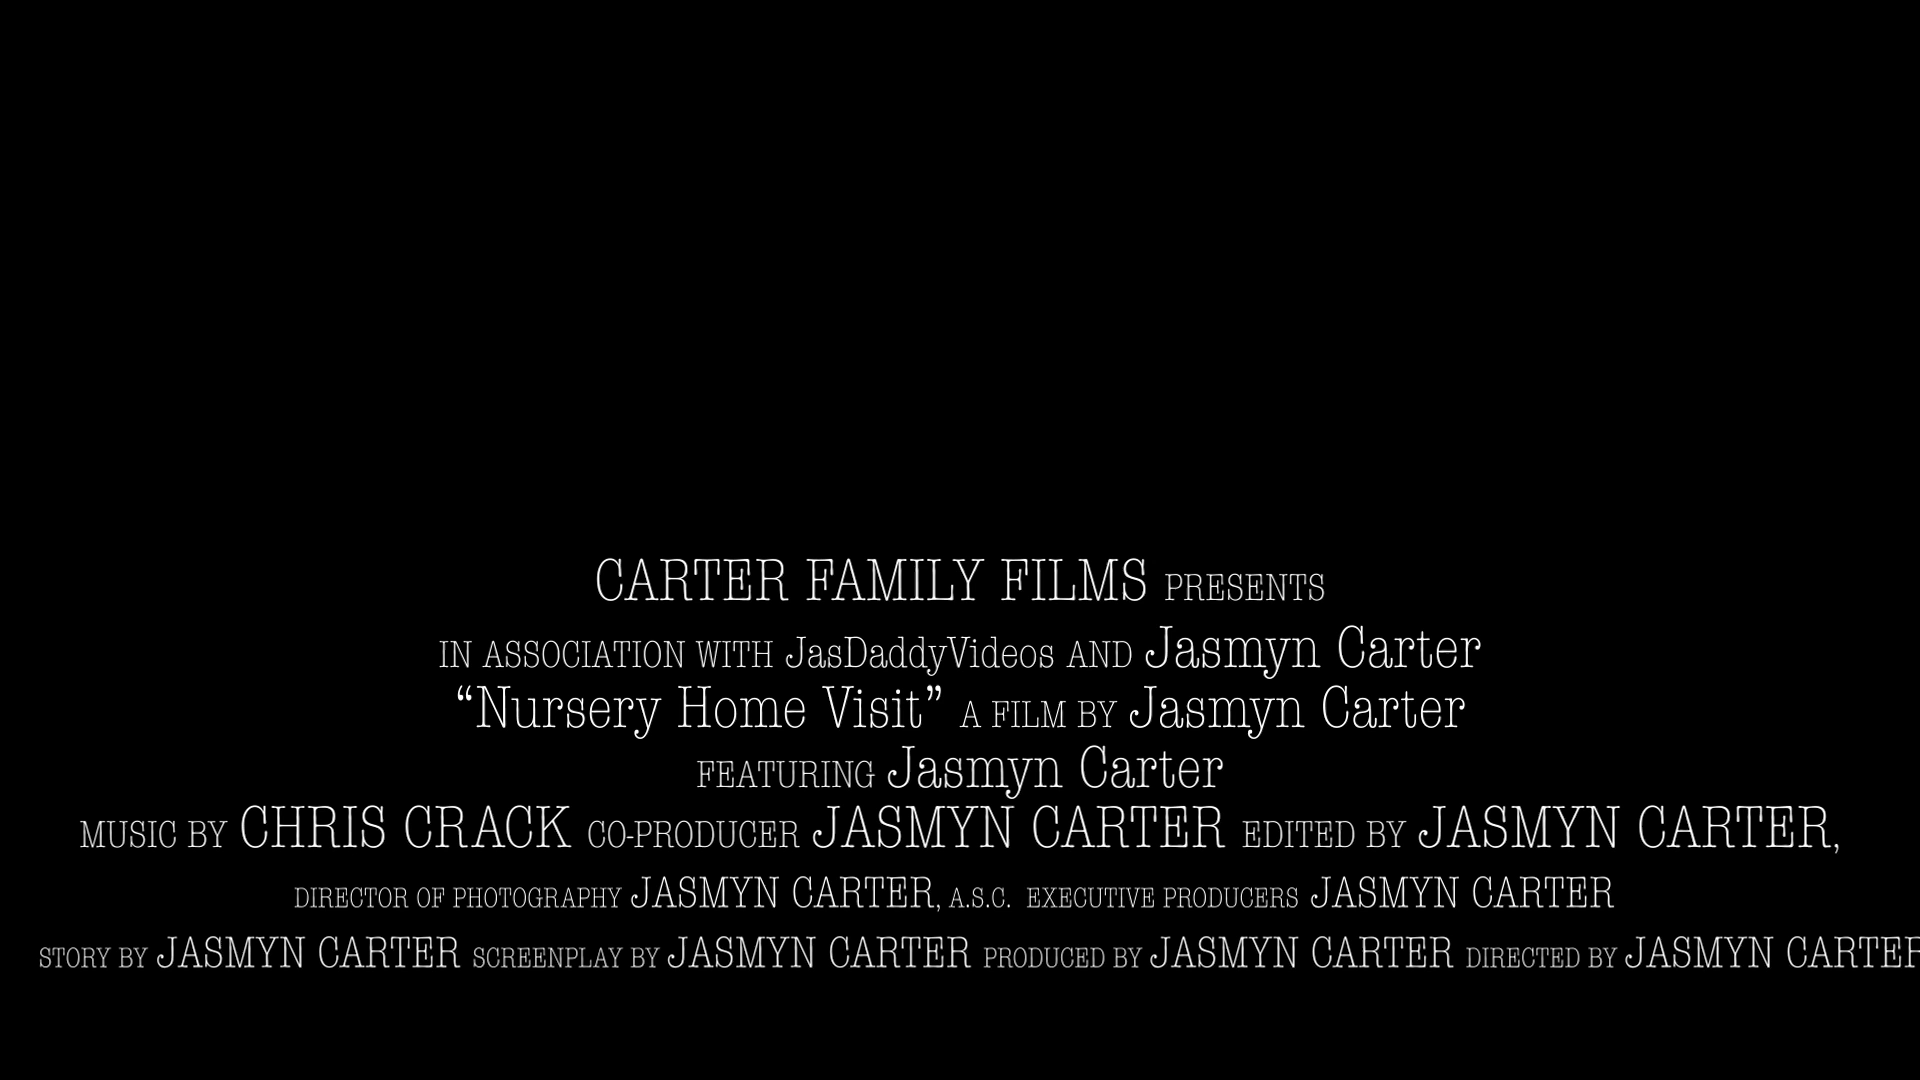 CARTER FAMILY FILMS PRESENTS
IN ASSOCIATION WITH JasDaddyVideos AND Jasmyn Carter
“Nursery Home Visit” A FILM BY Jasmyn Carter
FEATURING Jasmyn Carter
MUSIC BY CHRIS CRACK CO-PRODUCER JASMYN CARTER EDITED BY JASMYN CARTER,
DIRECTOR OF PHOTOGRAPHY JASMYN CARTER, A.S.C. EXECUTIVE PRODUCERS JASMYN CARTER
STORY BY JASMYN CARTER SCREENPLAY BY JASMYN CARTER PRODUCED BY JASMYN CARTER DIRECTED BY JASMYN CARTER